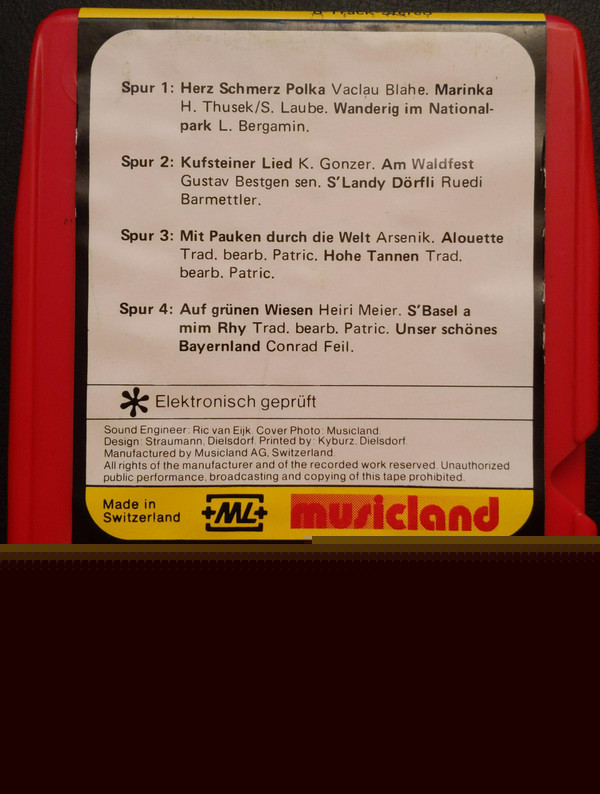 8 Track Stereo
Spur 1: Herz Schmerz Polka Vaclau Blahe. Marinka
H. Thusek/S. Laube. Wanderig im National-
park L. Bergamin.
Spur 2: Kufsteiner Lied K. Gonzer. Am Waldfest
Gustav Bestgen sen. S'Landy Dörfli Ruedi
Barmettler.
Spur 3: Mit Pauken durch die Welt Arsenik. Alouette
Trad. bearb. Patric. Hohe Tannen Trad.
bearb. Patric.
Spur 4: Auf grünen Wiesen Heiri Meier. S'Basel a
mim Rhy Trad. bearb. Patric. Unser schönes
Bayernland Conrad Feil.
Elektronisch geprüft
Sound Engineer: Ric van Eijk. Cover Photo: Musicland.
Design: Straumann, Dielsdorf. Printed by: Kyburz, Dielsdorf.
Manufactured by Musicland AG, Switzerland.
All rights of the manufacturer and of the recorded work reserved. Unauthorized
public performance, broadcasting and copying of this tape prohibited.
Made in
Switzerland
ML
musicland